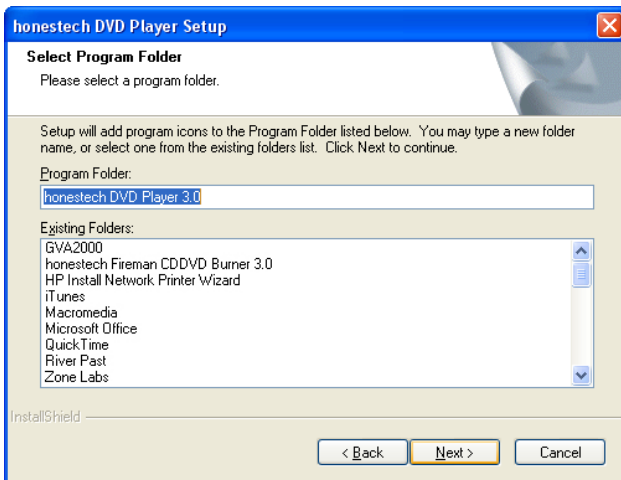 honestech DVD Player Setup
Select Program Folder
Please select a program folder.
Setup will add program icons to the Program Folder listed below. You may type a new folder
name, or select one from the existing folders list. Click Next to continue.
Program Folder:
honestech DVD Player 3.0
Existing Folders:
GVA2000
honestech Fireman CDDVD Burner 3.0
HP Install Network Printer Wizard
iTunes
Macromedia
Microsoft Office
QuickTime
River Past
Zone Labs
InstallShield
< Back Next > Cancel